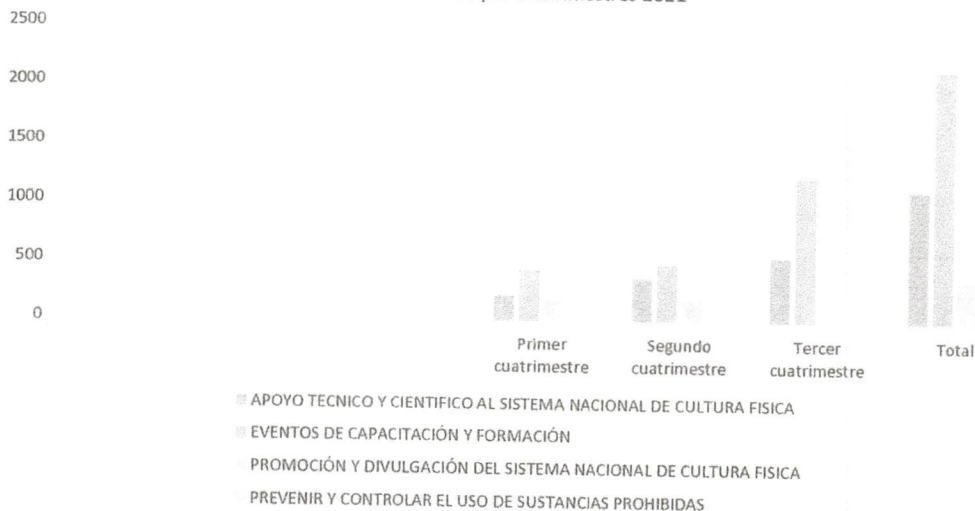 2500
2000
1500
1000
500
0
Primer cuatrimestre
Segundo cuatrimestre
Tercer cuatrimestre
Total
APOYO TECNICO Y CIENTIFICO AL SISTEMA NACIONAL DE CULTURA FISICA
EVENTOS DE CAPACITACIÓN Y FORMACIÓN
PROMOCIÓN Y DIVULGACIÓN DEL SISTEMA NACIONAL DE CULTURA FISICA
PREVENIR Y CONTROLAR EL USO DE SUSTANCIAS PROHIBIDAS